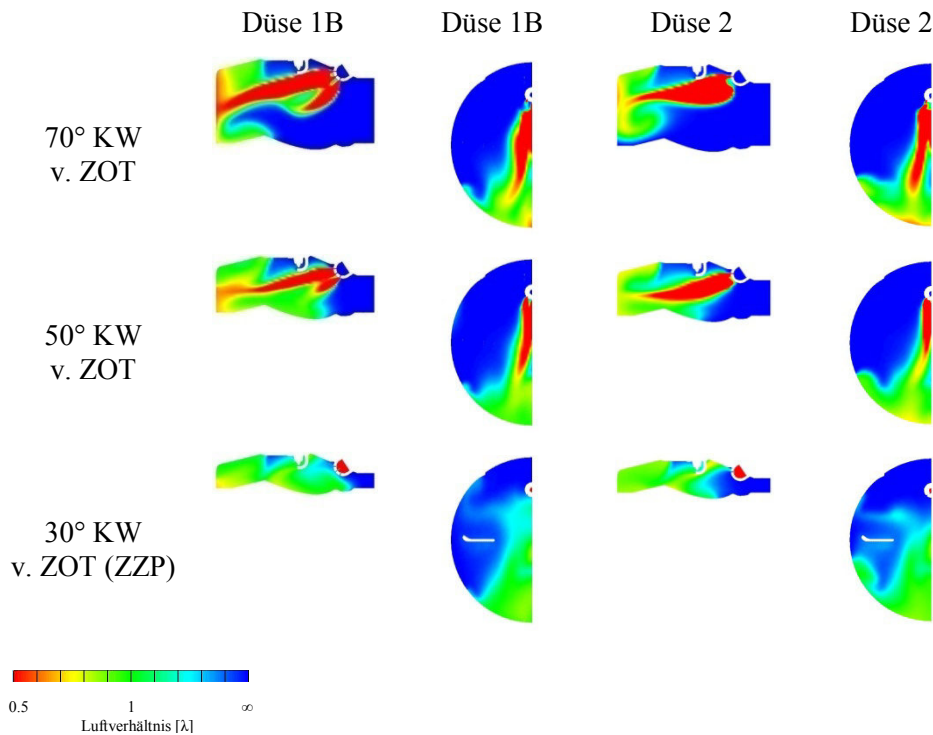 Düse 1B Düse 1B Düse 2 Düse 2
70° KW
v. ZOT
50° KW
v. ZOT
30° KW
v. ZOT (ZZP)
0.5 1 ∞
Luftverhältnis [λ]